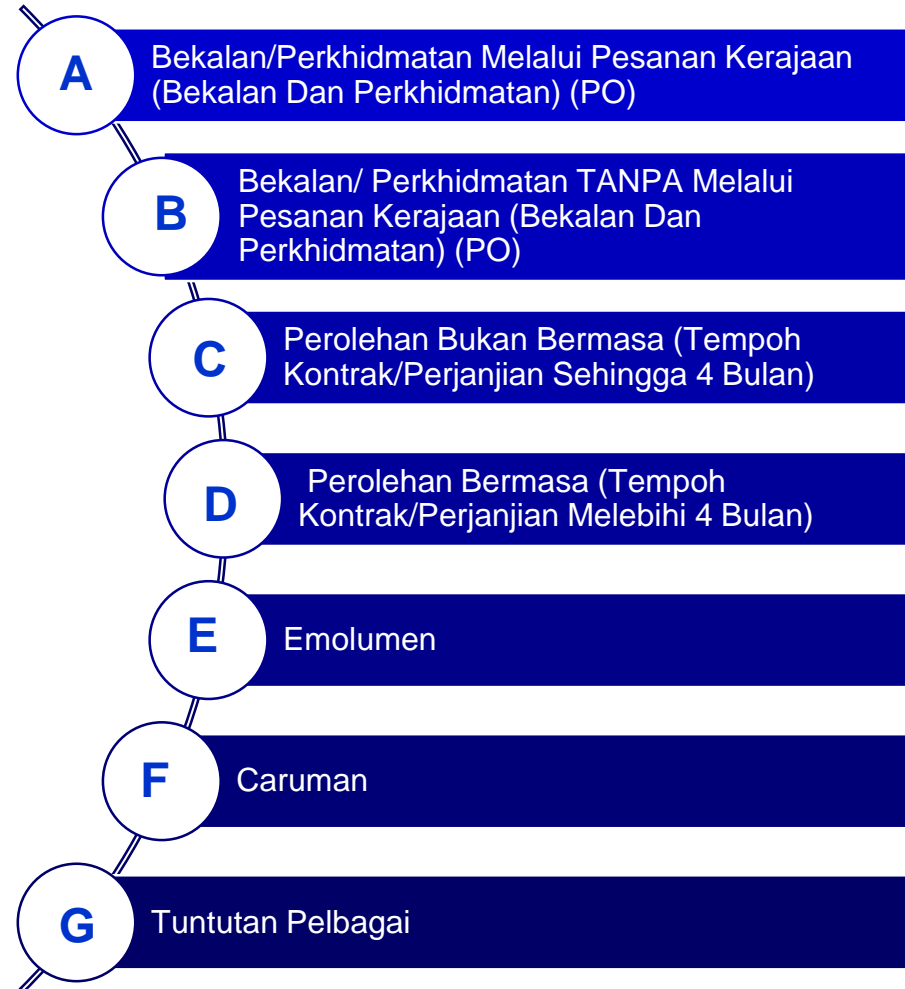 A
Bekalan/Perkhidmatan Melalui Pesanan Kerajaan
(Bekalan Dan Perkhidmatan) (PO)
B
Bekalan/ Perkhidmatan TANPA Melalui
Pesanan Kerajaan (Bekalan Dan
Perkhidmatan) (PO)
C
Perolehan Bukan Bermasa (Tempoh
Kontrak/Perjanjian Sehingga 4 Bulan)
D
Perolehan Bermasa (Tempoh
Kontrak/Perjanjian Melebihi 4 Bulan)
E
Emolumen
F
Caruman
G
Tuntutan Pelbagai